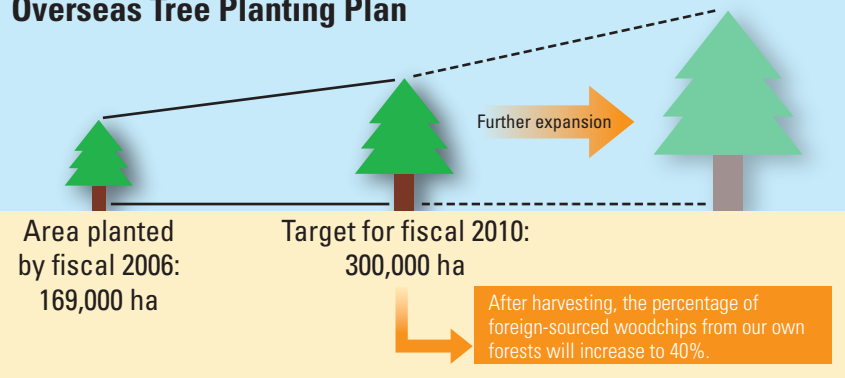 Overseas Tree Planting Plan
Further expansion
Area planted
by fiscal 2006:
169,000 ha
Target for fiscal 2010:
300,000 ha
After harvesting, the percentage of
foreign-sourced woodchips from our own
forests will increase to 40%.